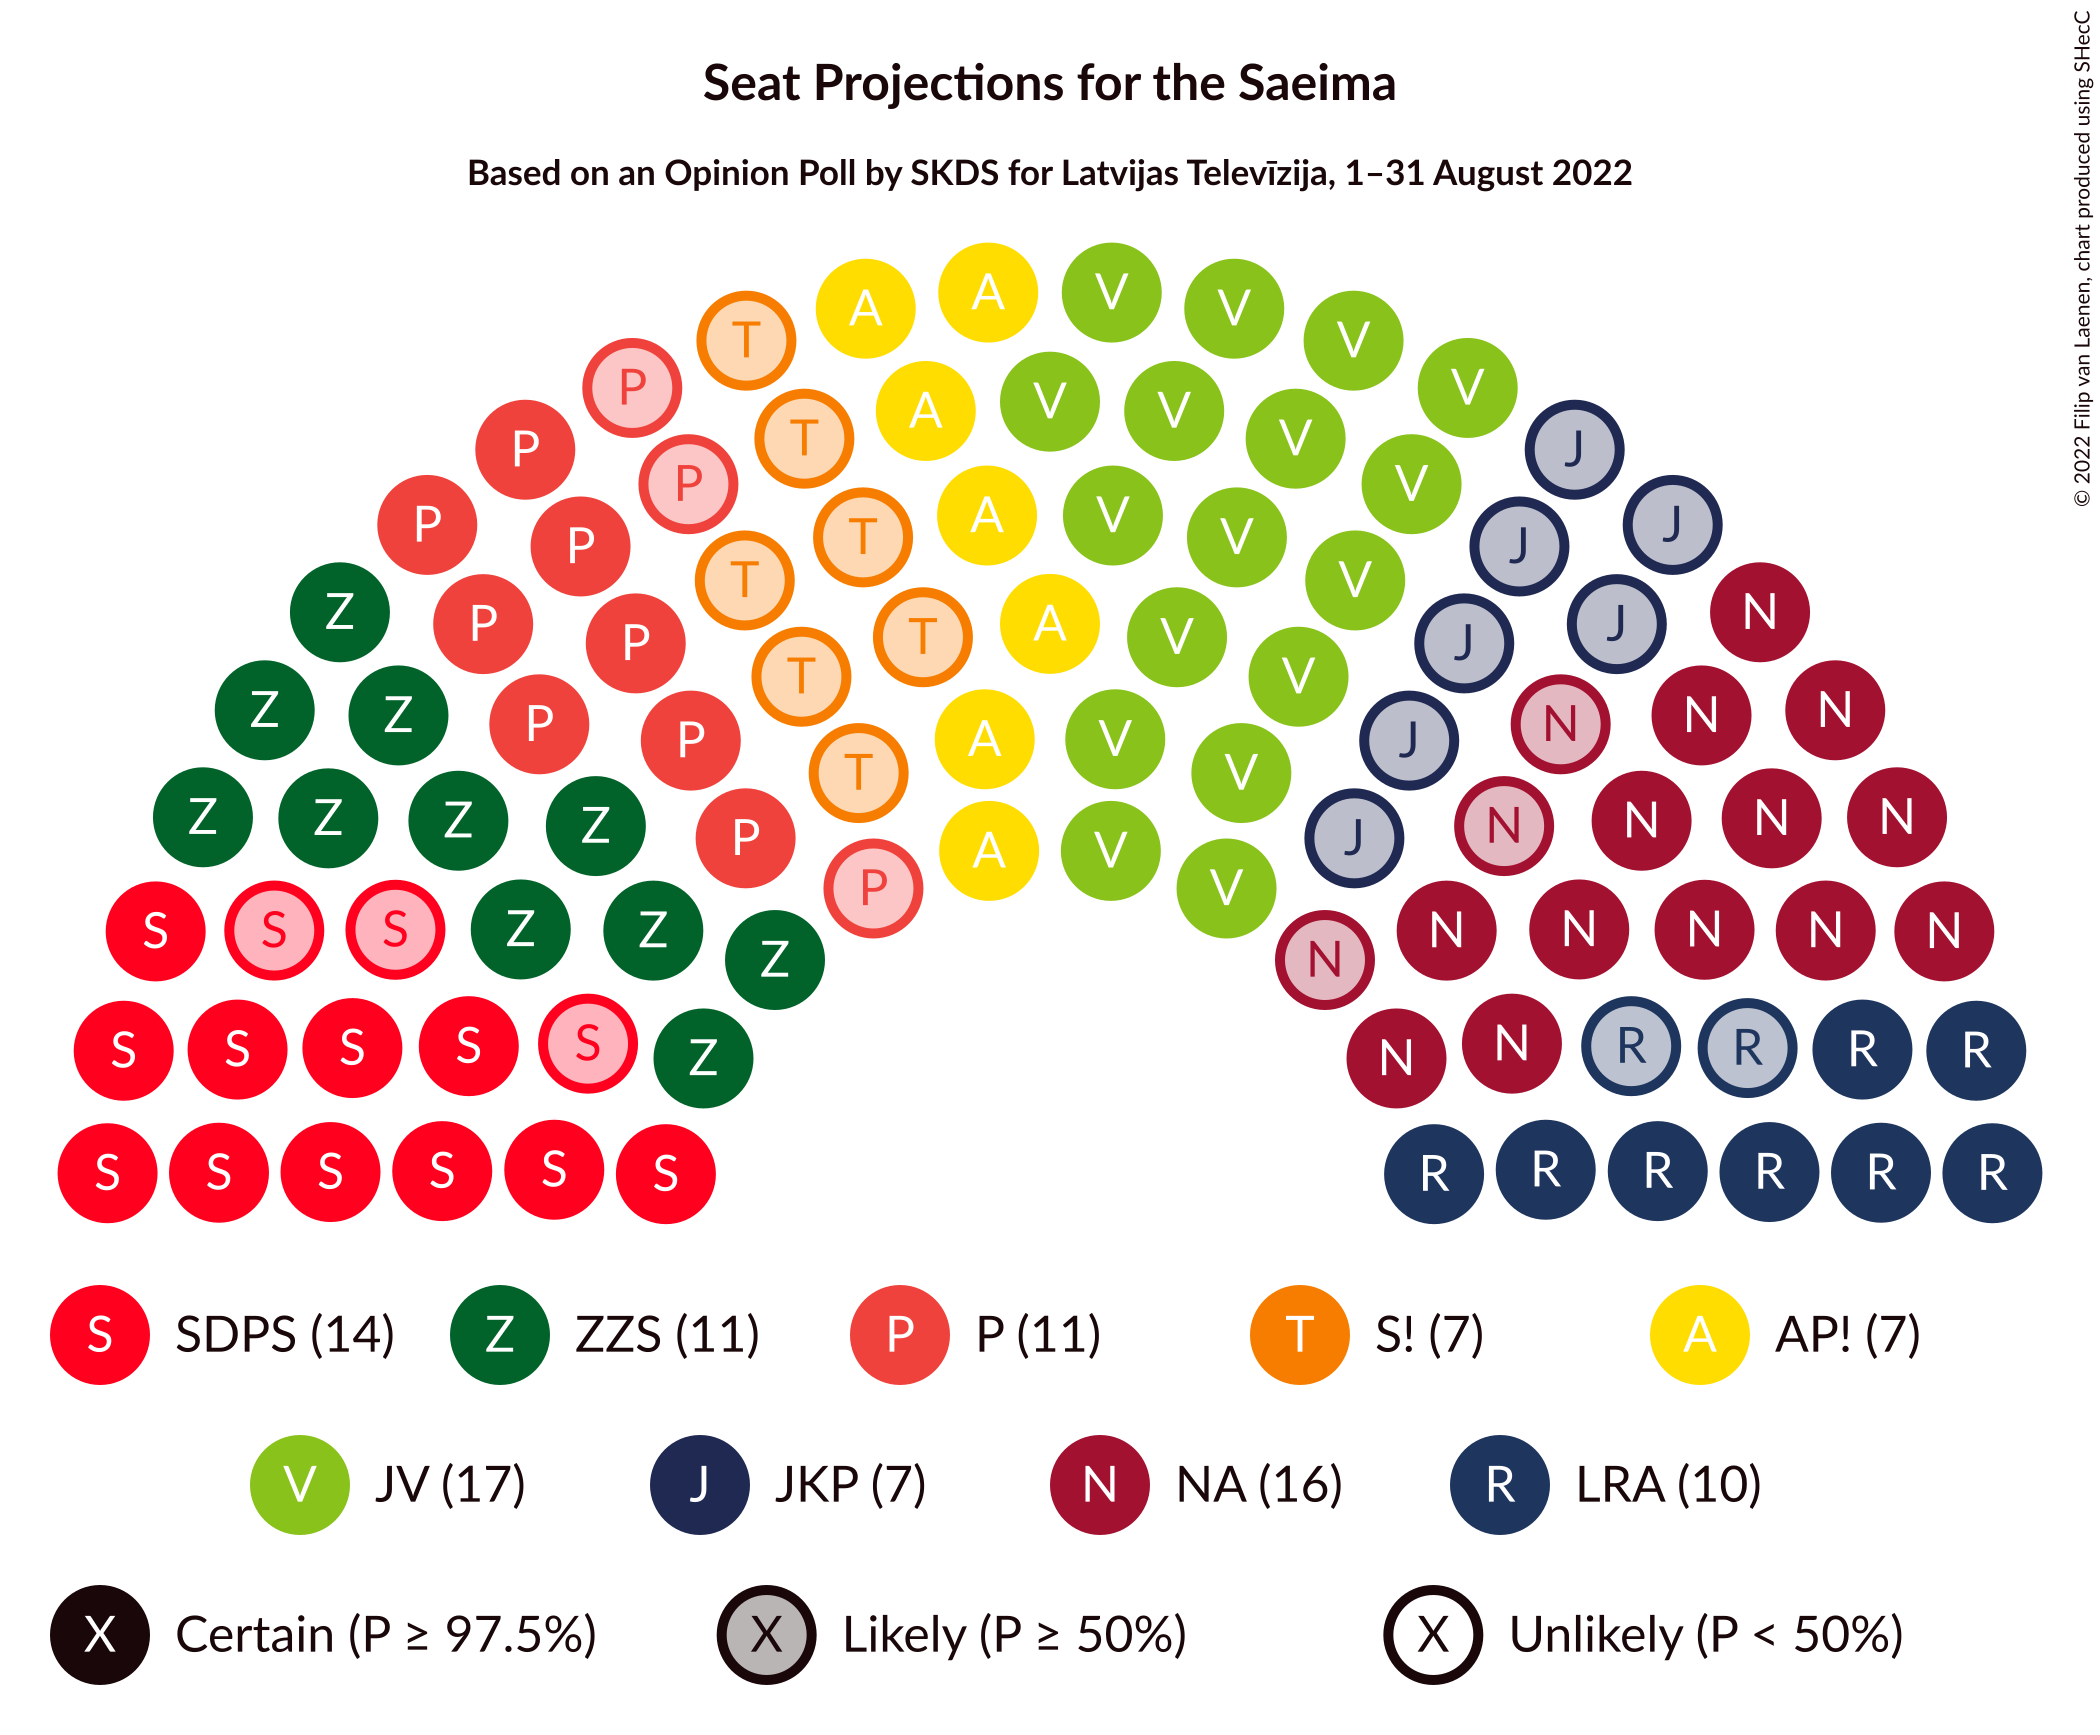 Seat Projections for the Saeima
Based on an Opinion Poll by SKDS for Latvijas Televīzija, 1–31 August 2022
© 2022 Filip van Laenen, chart produced using SHecC
A A V V
T V
P A V V V V
T V
P P V J
P T A V V J
P T V J
Z P P T A V V J J N
P T V J
Z Z P P T A V V J N N N
Z Z Z Z P P A V V J N N N N
S S S Z Z Z N N N N N N
S S S S S Z N N R R R R
S S S S S S R R R R R R
S SDPS (14) Z ZZS (11) P P (11) T S! (7) A AP! (7)
V JV (17) J JKP (7) N NA (16) R LRA (10)
X Certain (P ≥ 97.5%) X Likely (P ≥ 50%) X Unlikely (P < 50%)